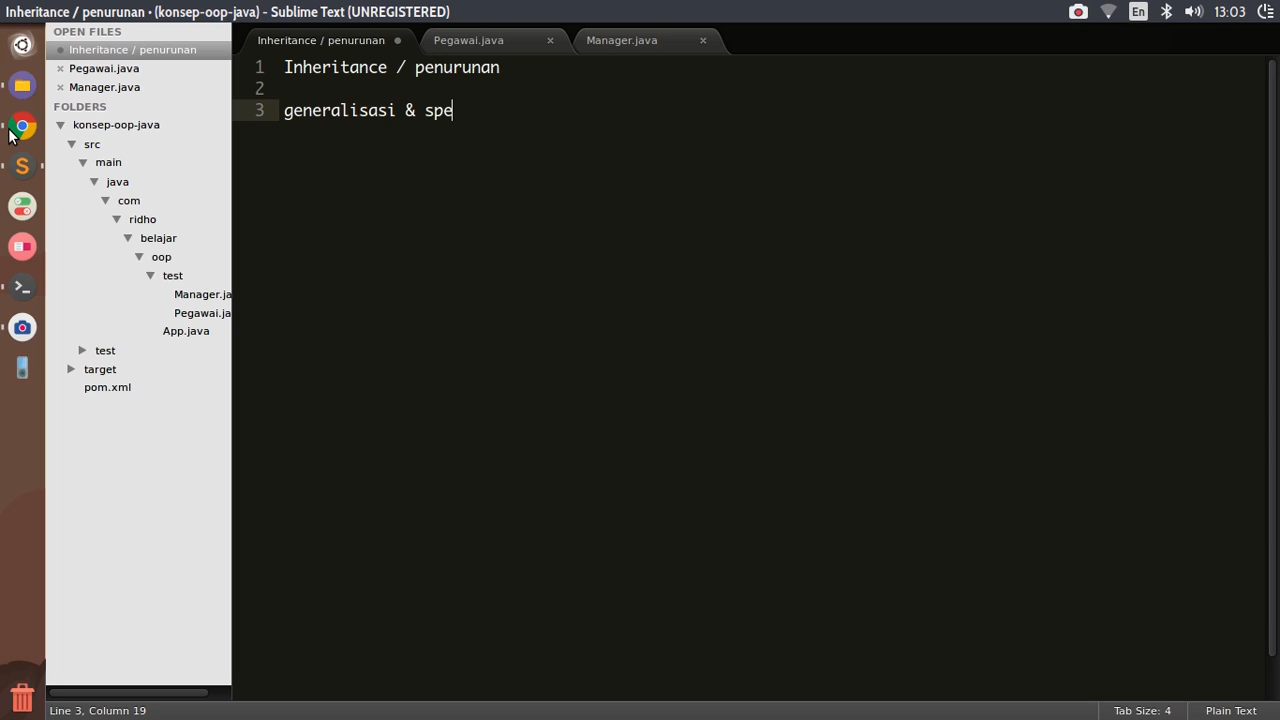 Inheritance / penurunan • (konsep-oop-java) - Sublime Text (UNREGISTERED)
En
13:03
OPEN FILES
Inheritance / penurunan
Pegawai.java
Manager.java
FOLDERS
konsep-oop-java
src
main
java
com
ridho
belajar
oop
test
Manager.ja
Pegawai.ja
App.java
test
target
pom.xml
Inheritance / penurunan
Pegawai.java
Manager.java
1 Inheritance / penurunan
2
3 generalisasi & spe
Line 3, Column 19
Tab Size: 4
Plain Text